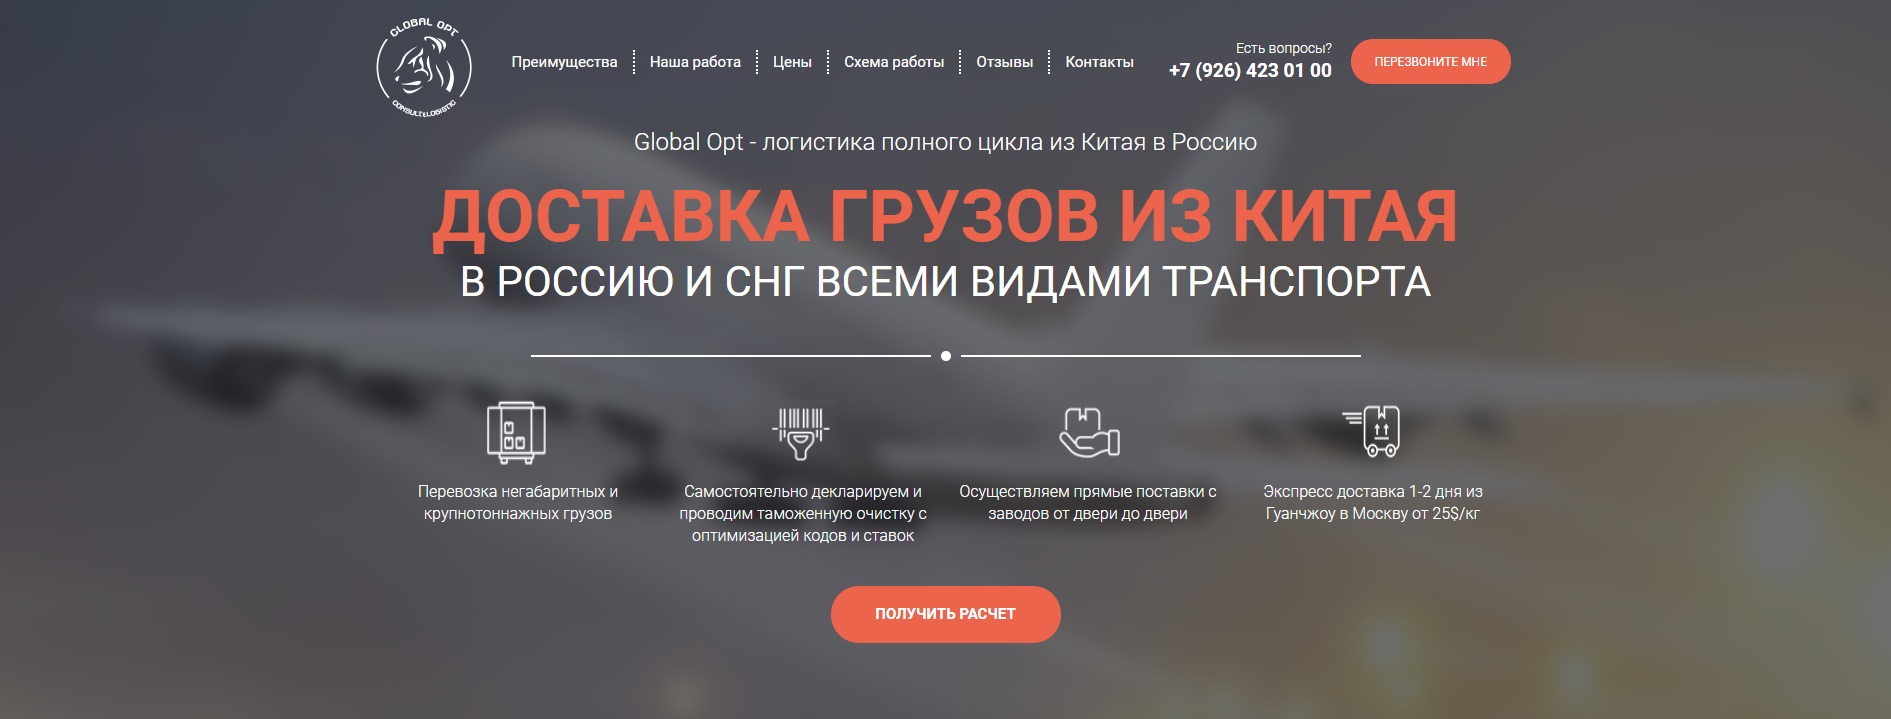 GLOBAL OPT
CONSULT&LOGISTIC
Преимущества
Наша работа
Цены
Схема работы
Отзывы
Контакты
Есть вопросы?
+7 (926) 423 01 00
ПЕРЕЗВОНИТЕ МНЕ
Global Opt - логистика полного цикла из Китая в Россию
ДОСТАВКА ГРУЗОВ ИЗ КИТАЯ
В РОССИЮ И СНГ ВСЕМИ ВИДАМИ ТРАНСПОРТА
Перевозка негабаритных и
крупнотоннажных грузов
Самостоятельно декларируем и
проводим таможенную очистку с
оптимизацией кодов и ставок
Осуществляем прямые поставки с
заводов от двери до двери
Экспресс доставка 1-2 дня из
Гуанчжоу в Москву от 25$/кг
ПОЛУЧИТЬ РАСЧЕТ